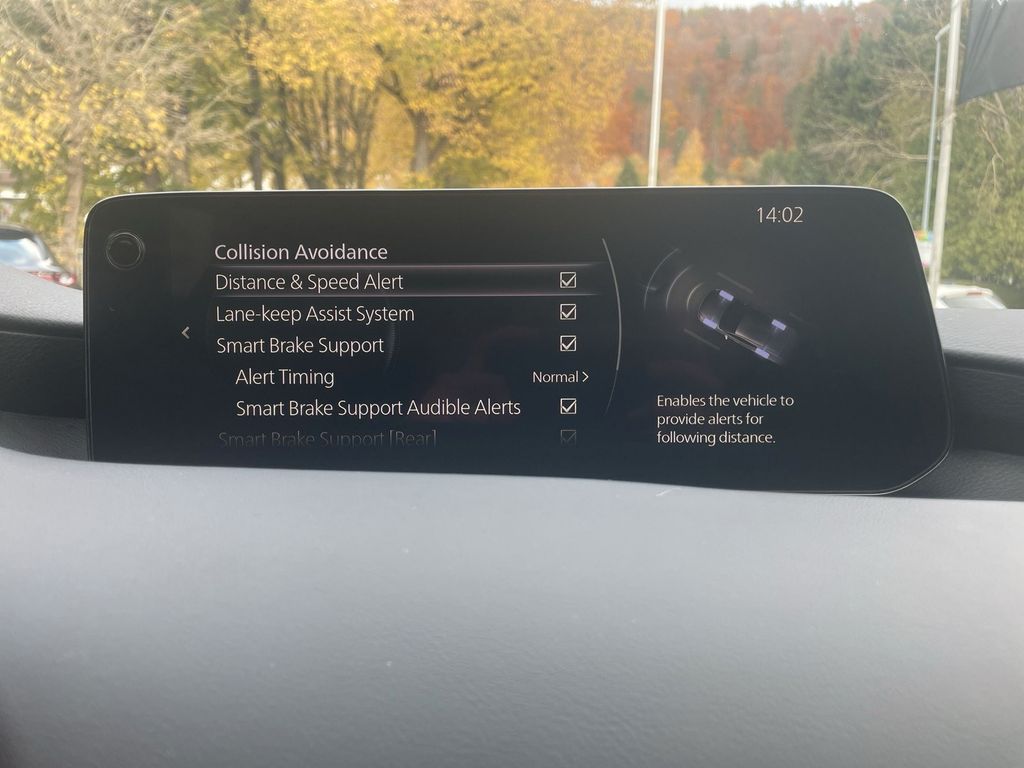 14:02
Collision Avoidance
Distance & Speed Alert
Lane-keep Assist System
Smart Brake Support
Alert Timing Normal >
Smart Brake Support Audible Alerts
Smart Brake Support [Rear]
Enables the vehicle to
provide alerts for
following distance.